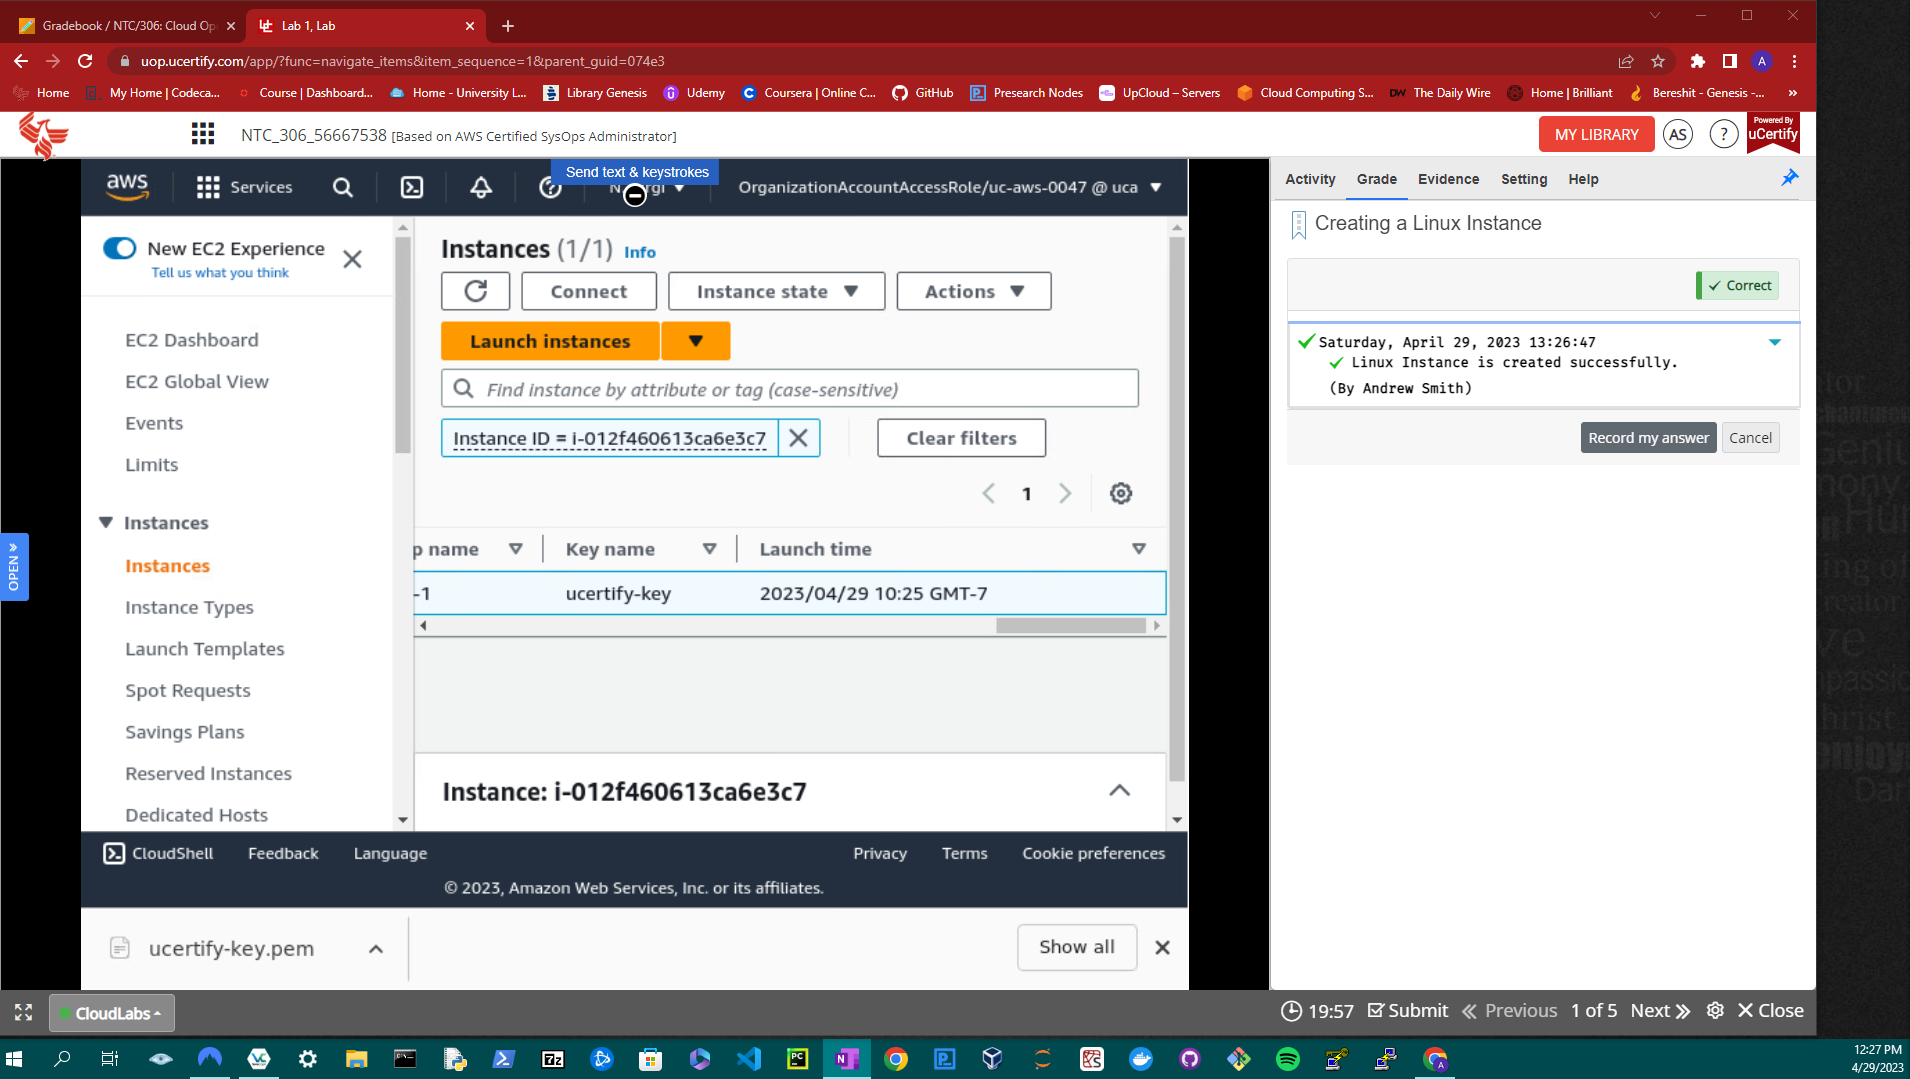 Gradebook / NTC/306: Cloud Op
Lab 1, Lab
uop.ucertify.com/app/?func=navigate_items&item_sequence=1&parent_guid=074e3
Home
My Home | Codeca...
Course | Dashboard...
Home - University L...
Library Genesis
Udemy
Coursera | Online C...
GitHub
Presearch Nodes
UpCloud – Servers
Cloud Computing S...
DW The Daily Wire
Home | Brilliant
Bereshit - Genesis -...
NTC_306_56667538 [Based on AWS Certified SysOps Administrator]
MY LIBRARY
AS
?
Powered By
uCertify
aws
Services
Send text & keystrokes
OrganizationAccountAccessRole/uc-aws-0047 @ uca
New EC2 Experience
Tell us what you think
EC2 Dashboard
EC2 Global View
Events
Limits
Instances
Instances
Instance Types
Launch Templates
Spot Requests
Savings Plans
Reserved Instances
Dedicated Hosts
OPEN
Instances (1/1) Info
Connect
Instance state
Actions
Launch instances
Find instance by attribute or tag (case-sensitive)
Instance ID = i-012f460613ca6e3c7
Clear filters
1
p name
Key name
Launch time
-1
ucertify-key
2023/04/29 10:25 GMT-7
Instance: i-012f460613ca6e3c7
CloudShell
Feedback
Language
Privacy
Terms
Cookie preferences
© 2023, Amazon Web Services, Inc. or its affiliates.
ucertify-key.pem
Show all
Activity
Grade
Evidence
Setting
Help
Creating a Linux Instance
Correct
Saturday, April 29, 2023 13:26:47
Linux Instance is created successfully.
(By Andrew Smith)
Record my answer
Cancel
CloudLabs
19:57
Submit
Previous
1 of 5
Next
Close
12:27 PM
4/29/2023